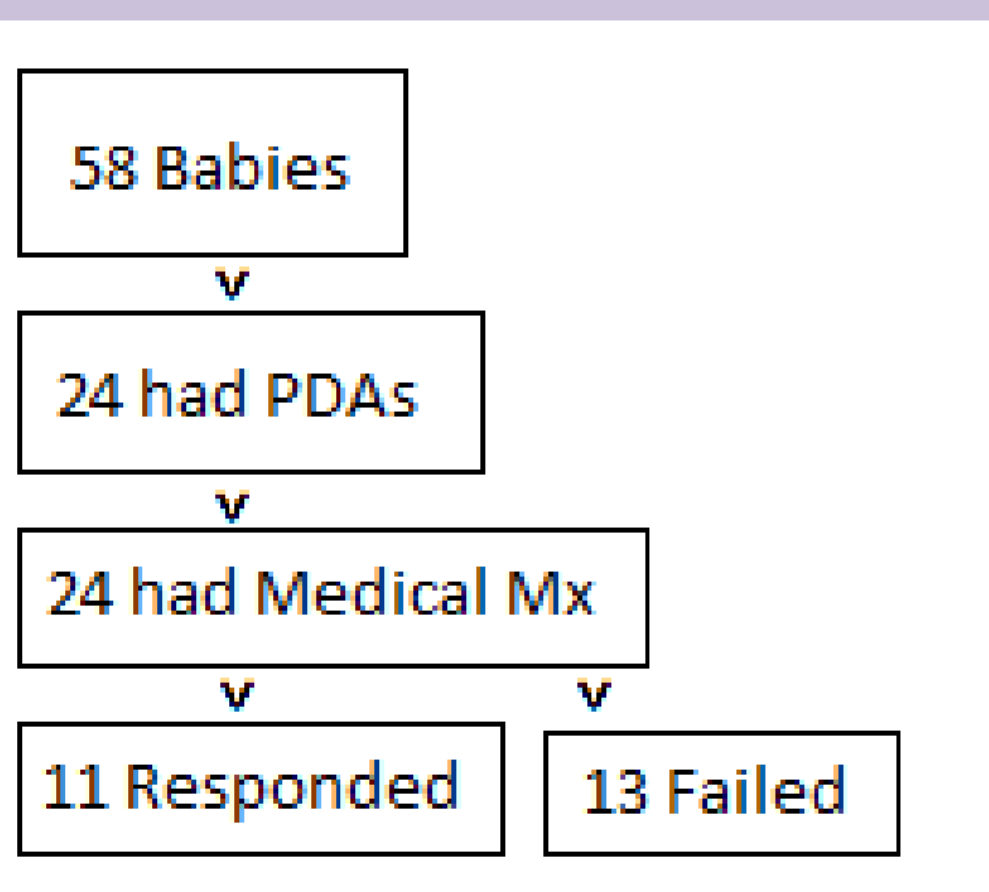 58 Babies
v
24 had PDAs
v
24 had Medical Mx
v v
11 Responded
13 Failed